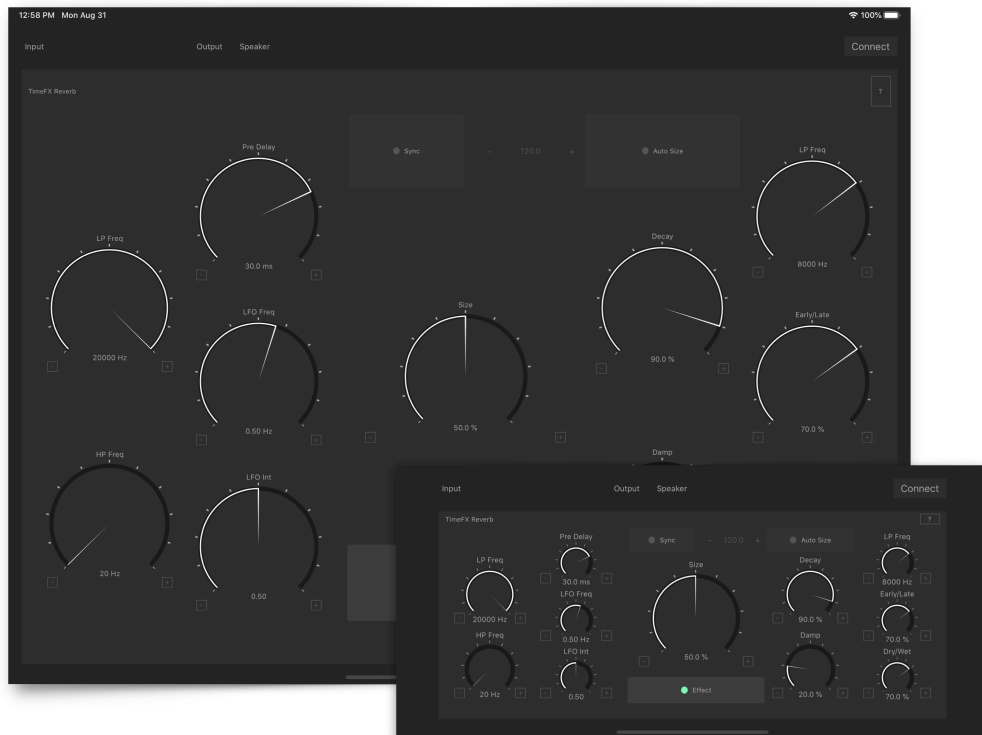 12:58 PM Mon Aug 31 100%
Input Output Speaker Connect
TimeFX Reverb ?
Pre Delay
30.0 ms
- +
Sync - 120.0 + Auto Size
LP Freq
8000 Hz
- +
LP Freq
20000 Hz
- +
LFO Freq
0.50 Hz
- +
Size
50.0 %
- +
Decay
90.0 %
- +
Early/Late
70.0 %
- +
HP Freq
20 Hz
- +
LFO Int
0.50
- +
Damp
Input Output Speaker Connect
TimeFX Reverb ?
Pre Delay
30.0 ms
- +
Sync - 120.0 + Auto Size
LP Freq
8000 Hz
- +
LP Freq
20000 Hz
- +
LFO Freq
0.50 Hz
- +
Size
50.0 %
- +
Decay
90.0 %
- +
Early/Late
70.0 %
- +
HP Freq
20 Hz
- +
LFO Int
0.50
- +
Effect
Damp
20.0 %
- +
Dry/Wet
70.0 %
- +